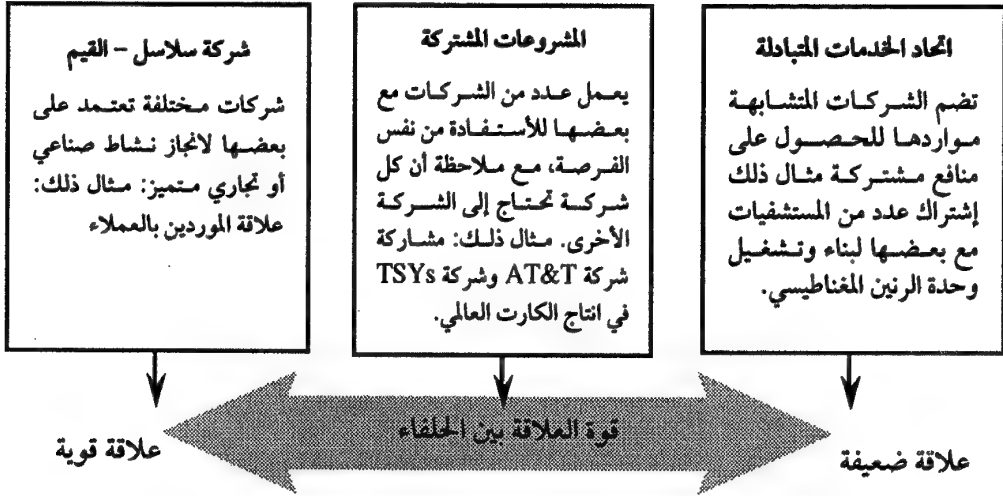 اتحاد الخدمات المتبادلة
تضم الشركات المتشابهة
مواردها للحصول على
منافع مشتركة مثال ذلك
إشتراك عدد من المستشفيات
مع بعضها لبناء وتشغيل
وحدة الرنين المغناطيسي.
المشروعات المشتركة
يعمل عدد من الشركات مع
بعضها للأستفادة من نفس
الفرصة، مع ملاحظة أن كل
شركة تحتاج إلى الشركة
الأخرى. مثال ذلك: مشاركة
شركة AT&T وشركة TSYs
في انتاج الكارت العالمي.
شركة سلاسل – القيم
شركات مختلفة تعتمد على
بعضها لانجاز نشاط صناعي
أو تجاري متميز: مثال ذلك:
علاقة الموردين بالعملاء
قوة العلاقة بين الحلفاء
علاقة ضعيفة
علاقة قوية